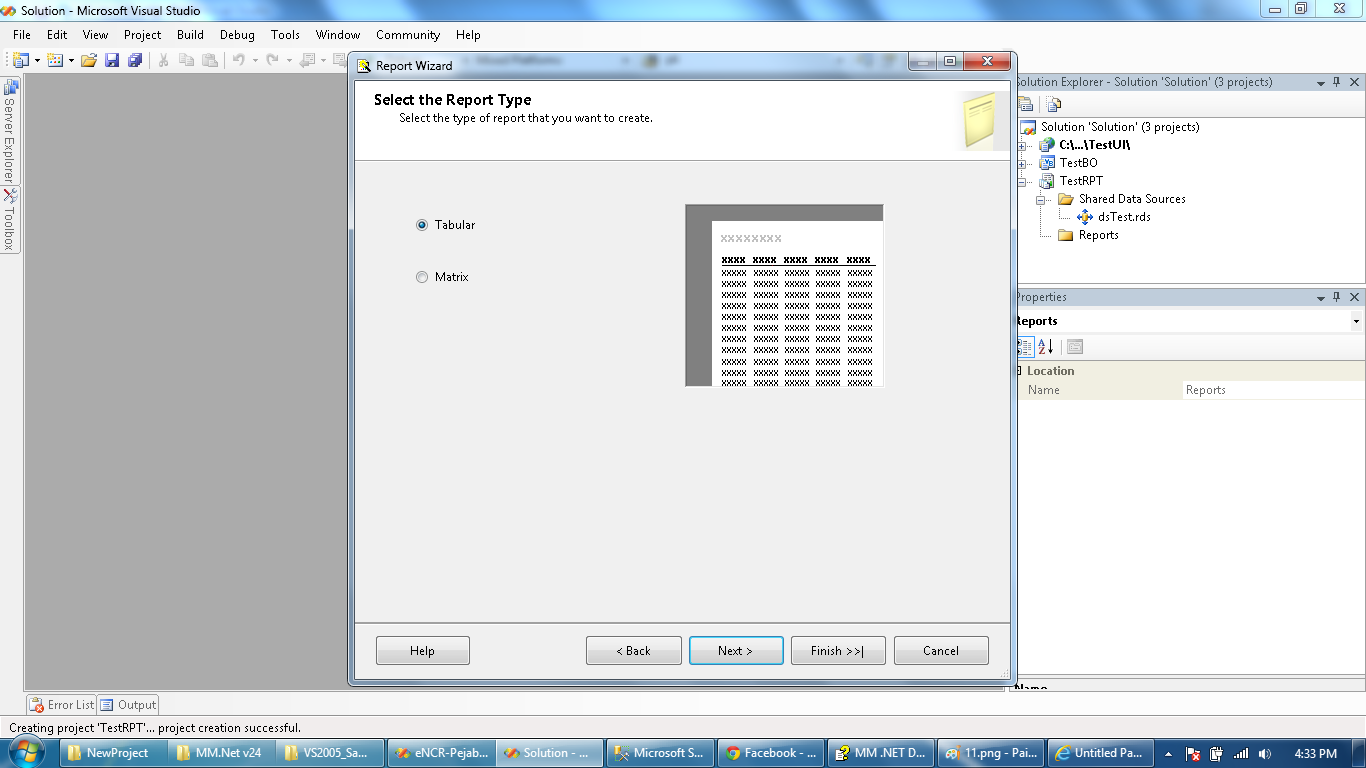 Solution - Microsoft Visual Studio
File Edit View Project Build Debug Tools Window Community Help
Server Explorer
Toolbox
Report Wizard
Select the Report Type
Select the type of report that you want to create.
Tabular
Matrix
xxxxxxxx
xxxx xxxx xxxx xxxx xxxx
xxxxx xxxxx xxxxx xxxxx xxxxx
xxxxx xxxxx xxxxx xxxxx xxxxx
xxxxx xxxxx xxxxx xxxxx xxxxx
xxxxx xxxxx xxxxx xxxxx xxxxx
xxxxx xxxxx xxxxx xxxxx xxxxx
xxxxx xxxxx xxxxx xxxxx xxxxx
xxxxx xxxxx xxxxx xxxxx xxxxx
xxxxx xxxxx xxxxx xxxxx xxxxx
xxxxx xxxxx xxxxx xxxxx xxxxx
xxxxx xxxxx xxxxx xxxxx xxxxx
xxxxx xxxxx xxxxx xxxxx xxxxx
Help < Back Next > Finish >>| Cancel
Solution Explorer - Solution 'Solution' (3 projects)
Solution 'Solution' (3 projects)
C:\...\TestUI\
TestBO
TestRPT
Shared Data Sources
dsTest.rds
Reports
Properties
Reports
Location
Name Reports
Name
Error List Output
Creating project 'TestRPT'... project creation successful.
NewProject MM.Net v24 VS2005_Sa... eNCR-Pejab... Solution - ... Microsoft S... Facebook - ... MM .NET D... 11.png - Pai... Untitled Pa... 4:33 PM